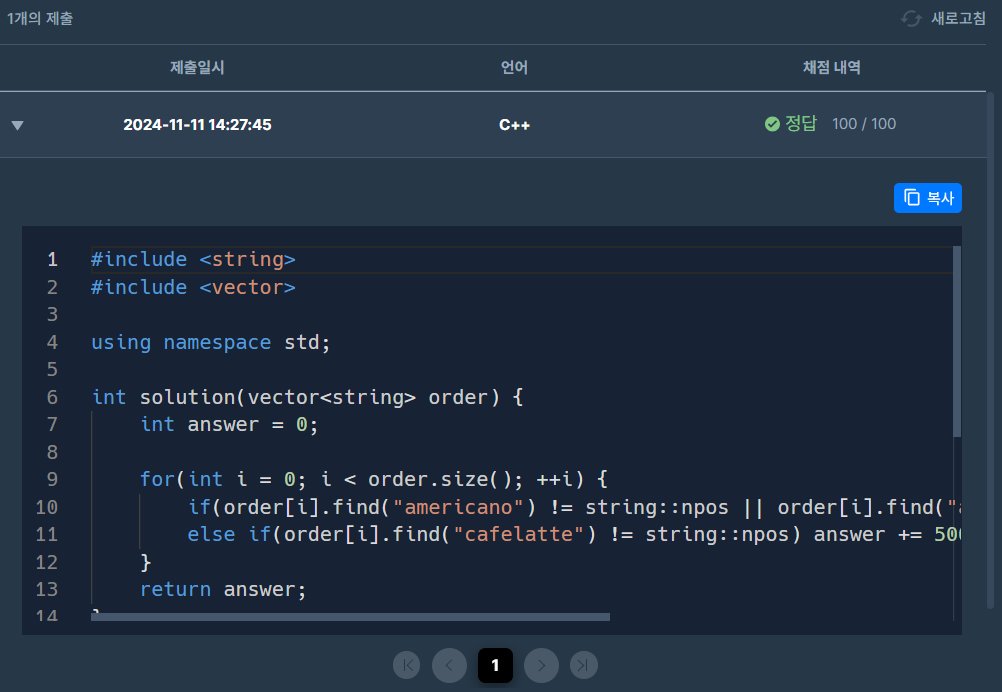 1개의 제출
새로고침
제출일시 언어 채점 내역
2024-11-11 14:27:45 C++ 정답 100 / 100
복사
1 #include <string>
2 #include <vector>
3
4 using namespace std;
5
6 int solution(vector<string> order) {
7 int answer = 0;
8
9 for(int i = 0; i < order.size(); ++i) {
10 if(order[i].find("americano") != string::npos || order[i].find("
11 else if(order[i].find("cafelatte") != string::npos) answer += 500
12 }
13 return answer;
14
1